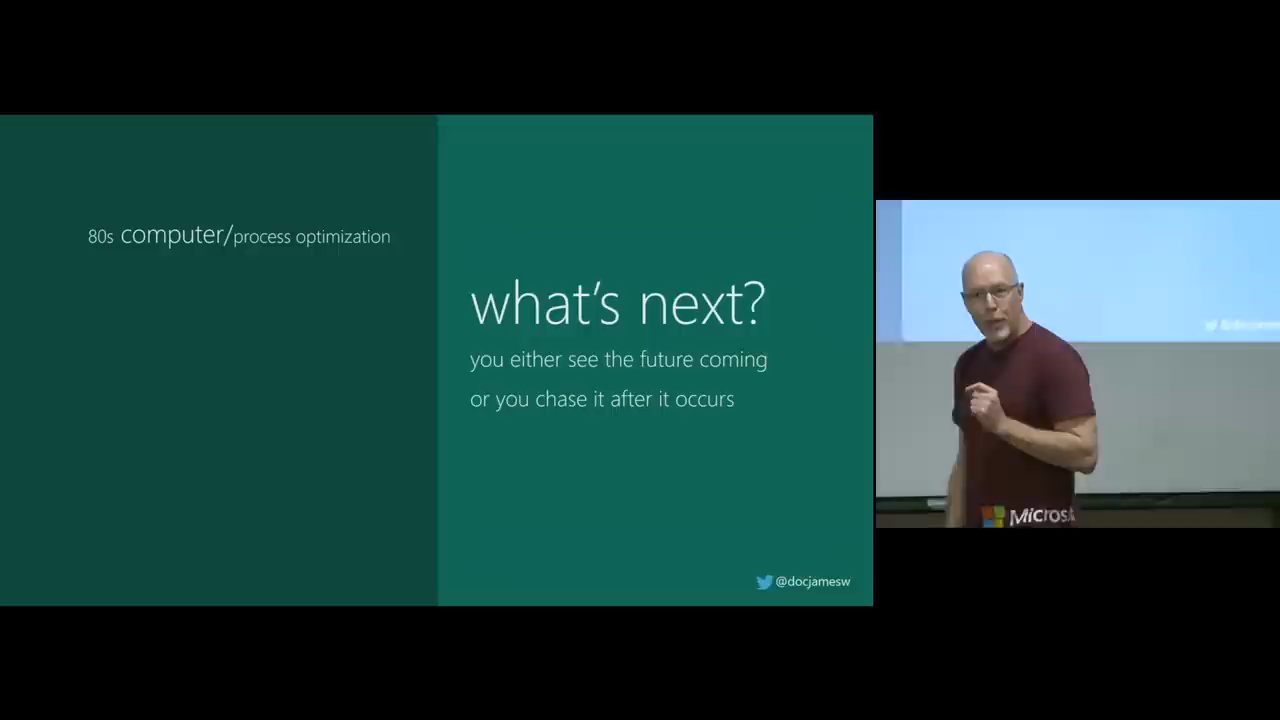 80s computer/process optimization
what's next?
you either see the future coming
or you chase it after it occurs
@docjamesw